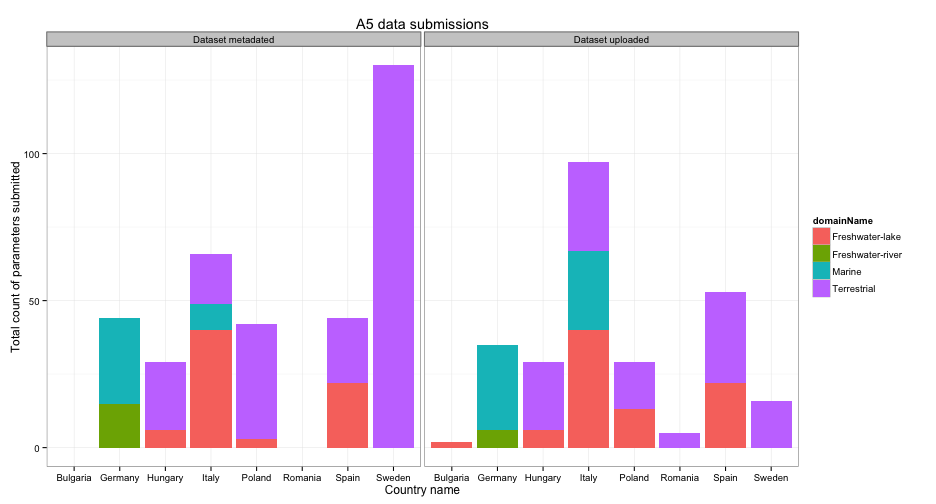 A5 data submissions
Dataset metadated
Dataset uploaded
Total count of parameters submitted
100
50
0
Bulgaria Germany Hungary Italy Poland Romania Spain Sweden
Bulgaria Germany Hungary Italy Poland Romania Spain Sweden
Country name
domainName
Freshwater-lake
Freshwater-river
Marine
Terrestrial